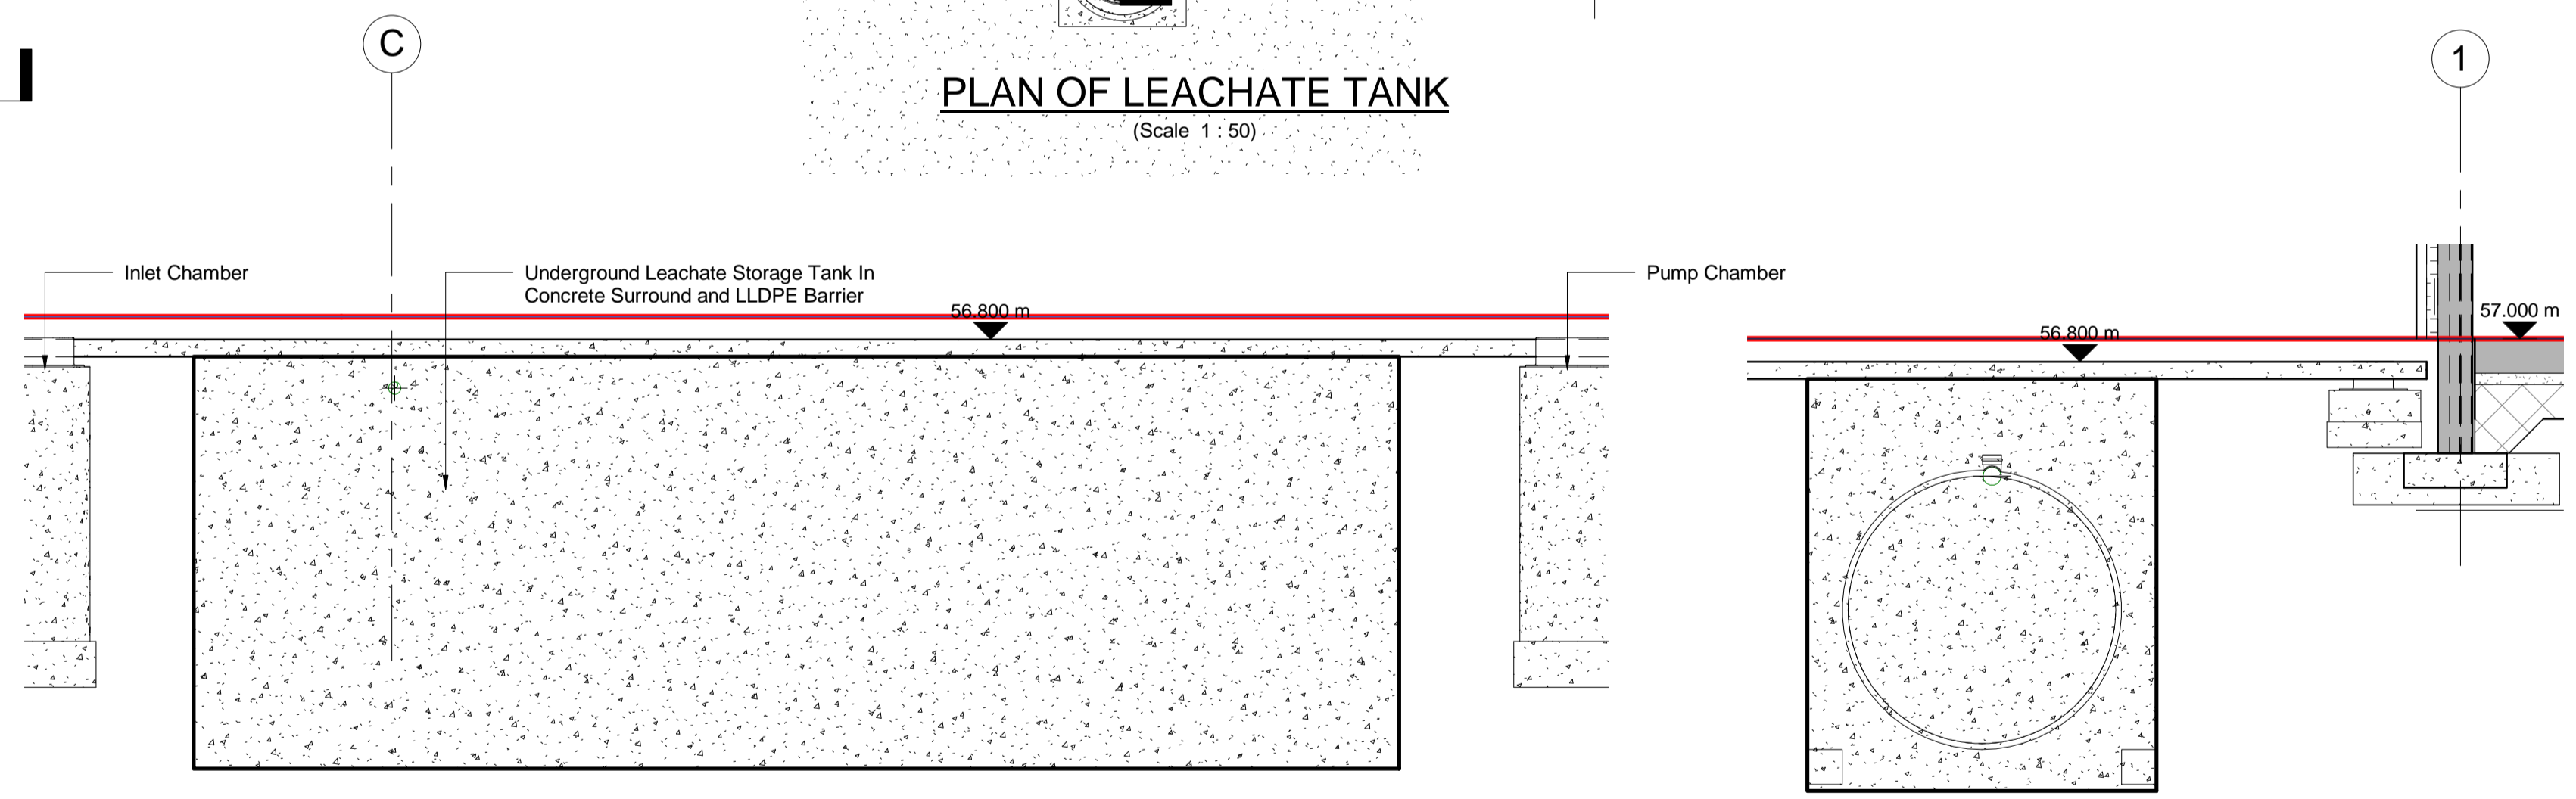 C
1
PLAN OF LEACHATE TANK
(Scale 1 : 50)
Inlet Chamber
Underground Leachate Storage Tank In
Concrete Surround and LLDPE Barrier
56.800 m
Pump Chamber
56.800 m
57.000 m